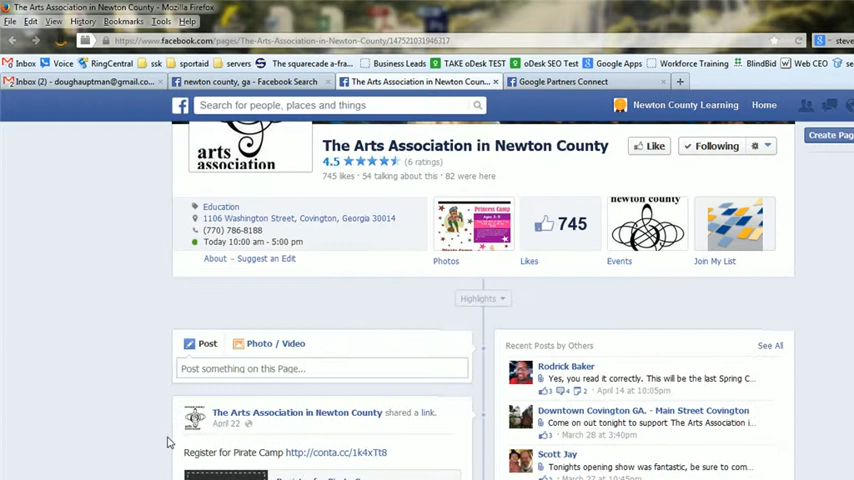 The Arts Association in Newton County - Mozilla Firefox
File Edit View History Bookmarks Tools Help
https://www.facebook.com/pages/The-Arts-Association-in-Newton-County/147521031946317
steve
Inbox Voice RingCentral sportaid services The squarecade a-fra... Business Leads TAKE oDesk TEST oDesk SEO Test Google Apps Workforce Training BlindBid Web CEO
Inbox (2) - doughauptman@gmail.co... newton county, ga - Facebook Search The Arts Association in Newton Coun... Google Partners Connect
Search for people, places and things
Newton County Learning Home
Create Pag
arts
association
The Arts Association in Newton County
4.5 (6 ratings)
745 likes · 54 talking about this · 82 were here
Like Following
Education
1106 Washington Street, Covington, Georgia 30014
(770) 786-8188
Today 10:00 am - 5:00 pm
About – Suggest an Edit
Princess Camp
745
newton county
Photos Likes Events Join My List
Highlights
Post Photo / Video
Post something on this Page...
The Arts Association in Newton County shared a link.
April 22
Register for Pirate Camp http://conta.cc/1k4xTt8
Recent Posts by Others See All
Rodrick Baker
Yes, you read it correctly. This will be the last Spring C...
3 4 2 · April 14 at 10:05pm
Downtown Covington GA. - Main Street Covington
Come out tonight to support The Arts Association i...
3 · March 28 at 3:40pm
Scott Jay
Tonights opening show was fantastic, be sure to com...